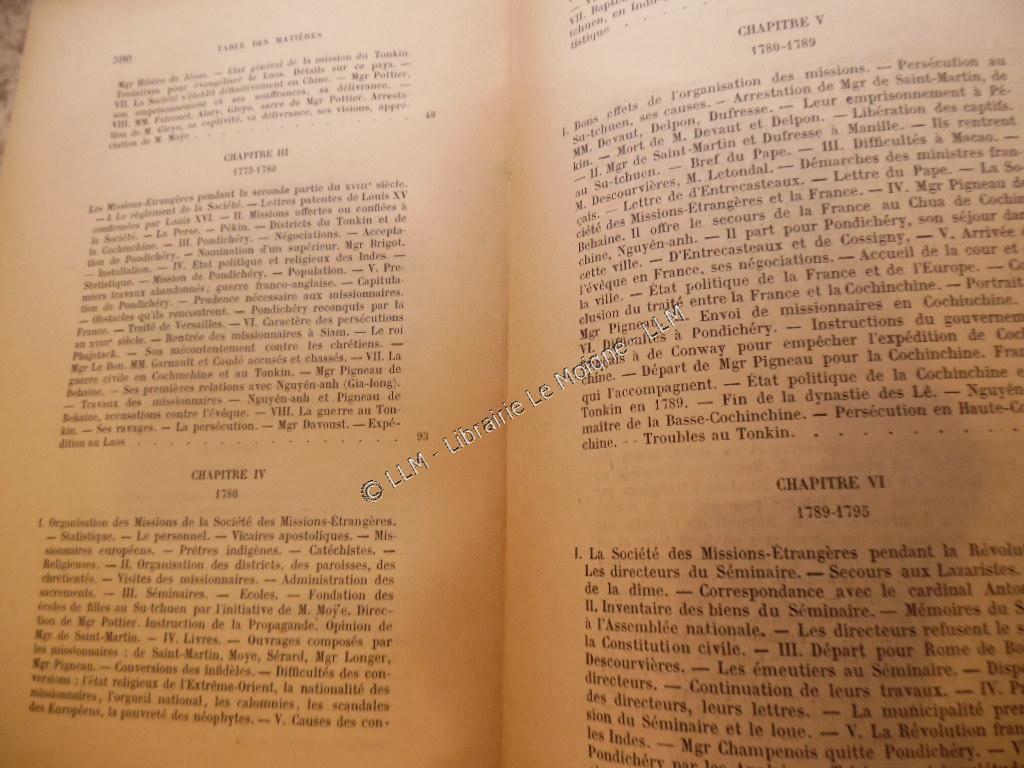 590
TABLE DES MATIÈRES
Mgr Hilaire de Jésus. — Etat général de la mission du Tonkin.
Tentatives pour évangéliser le Laos. Détails sur ce pays. —
VII. La Société s'établit définitivement en Chine. — Mgr Pottier,
son emprisonnement et ses souffrances, sa délivrance. —
VIII. MM. Falconet, Alary, Gleyo, sacre de Mgr Pottier. Arresta-
tion de M. Gleyo, sa captivité, sa délivrance, ses visions, appré-
ciation de M. Moÿe . . . . . . . . . . 40
CHAPITRE III
1773-1780
Les Missions-Étrangères pendant la seconde partie du XVIIIe siècle.
— I. Le règlement de la Société. — Lettres patentes de Louis XV
confirmées par Louis XVI. — II. Missions offertes ou confiées à
la Société. — La Perse. — Pékin. — Districts du Tonkin et de
la Cochinchine. — III. Pondichéry. — Négociations. — Accepta-
tion de Pondichéry. — Nomination d'un supérieur, Mgr Brigot.
— Installation. — IV. Etat politique et religieux des Indes. —
Statistique. — Mission de Pondichéry. — Population. — V. Pre-
miers travaux abandonnés; guerre franco-anglaise. — Capitula-
tion de Pondichéry. — Prudence nécessaire aux missionnaires.
— Obstacles qu'ils rencontrent. — Pondichéry reconquis par la
France. — Traité de Versailles. — VI. Caractère des persécutions
au XVIIIe siècle. — Rentrée des missionnaires à Siam. — Le roi
Phajatack. — Son mécontentement contre les chrétiens. —
Mgr Le Bon. MM. Garnault et Coudé accusés et chassés. — VII. La
guerre civile en Cochinchine et au Tonkin. — Mgr Pigneau de
Behaine. — Ses premières relations avec Nguyên-anh (Gia-long).
— Travaux des missionnaires — Nguyên-anh et Pigneau de
Behaine, accusations contre l'évêque. — VIII. La guerre au Ton-
kin. — Ses ravages. — La persécution. — Mgr Davoust. — Expé-
dition au Laos . . . . . . . . . . 93
CHAPITRE IV
1780
I. Organisation des Missions de la Société des Missions-Étrangères.
— Statistique. — Le personnel. — Vicaires apostoliques. — Mis-
sionnaires européens. — Prêtres indigènes. — Catéchistes. —
Religieuses. — II. Organisation des districts, des paroisses, des
chrétientés. — Visites des missionnaires. — Administration des
sacrements. — III. Séminaires. — Ecoles. — Fondation des
écoles de filles au Su-tchuen par l'initiative de M. Moÿe. Direc-
tion de Mgr Pottier. Instruction de la Propagande. Opinion de
Mgr de Saint-Martin. — IV. Livres. — Ouvrages composés par
les missionnaires : de Saint-Martin, Moye, Sérard, Mgr Longer,
Mgr Pigneau. — Conversions des infidèles. — Difficultés des con-
versions : l'état religieux de l'Extrême-Orient, la nationalité des
missionnaires, l'orgueil national, les calomnies, les scandales
des Européens, la pauvreté des néophytes. — V. Causes des con-
tchuen, en Indo-
tistique
CHAPITRE V
1780-1789
I. Bons effets de l'organisation des missions. — Persécution au
Su-tchuen, ses causes. — Arrestation de Mgr de Saint-Martin, de
MM. Devaut, Delpon, Dufresse. — Leur emprisonnement à Pé-
kin. — Mort de M. Devaut et Delpon. — Libération des captifs.
— II. Mgr de Saint-Martin et Dufresse à Manille. — Ils rentrent
au Su-tchuen. — Bref du Pape. — III. Difficultés à Macao. —
M. Descourvières, M. Letondal. — Démarches des ministres fran-
çais. — Lettre de d'Entrecasteaux. — Lettre du Pape. — La So-
ciété des Missions-Etrangères et la France. — IV. Mgr Pigneau de
Behaine. Il offre le secours de la France au Chua de Cochin
chine, Nguyên-anh. — Il part pour Pondichéry, son séjour dan
cette ville. — D'Entrecasteaux et de Cossigny, — V. Arrivée
l'évêque en France, ses négociations. — Accueil de la cour et
la ville. — État politique de la France et de l'Europe. — Co
clusion du traité entre la France et la Cochinchine. — Portrait
Mgr Pigneau. Envoi de missionnaires en Cochinchine.
VI. Difficultés à Pondichéry. — Instructions du gouverneme
à de Conway pour empêcher l'expédition de Coch
chine. — Départ de Mgr Pigneau pour la Cochinchine. Fran
qui l'accompagnent. — État politique de la Cochinchine e
Tonkin en 1789. — Fin de la dynastie des Lê. — Nguyên
maître de la Basse-Cochinchine. — Persécution en Haute-Co
chine. — Troubles au Tonkin. . . . . . . . .
CHAPITRE VI
1789-1795
I. La Société des Missions-Étrangères pendant la Révolu
Les directeurs du Séminaire. — Secours aux Lazaristes.
de la dîme. — Correspondance avec le cardinal Anto
II. Inventaire des biens du Séminaire. — Mémoires du S
à l'Assemblée nationale. — Les directeurs refusent le s
la Constitution civile. — III. Départ pour Rome de Bo
Descourvières. — Les émeutiers au Séminaire. — Disp
directeurs. — Continuation de leurs travaux. — IV. P
des directeurs, leurs lettres. — La municipalité pren
sion du Séminaire et le loue. — V. La Révolution fran
les Indes. — Mgr Champenois quitte Pondichéry. — V
Pondichéry par les
© LLM - Librairie Le Moigne - LLM